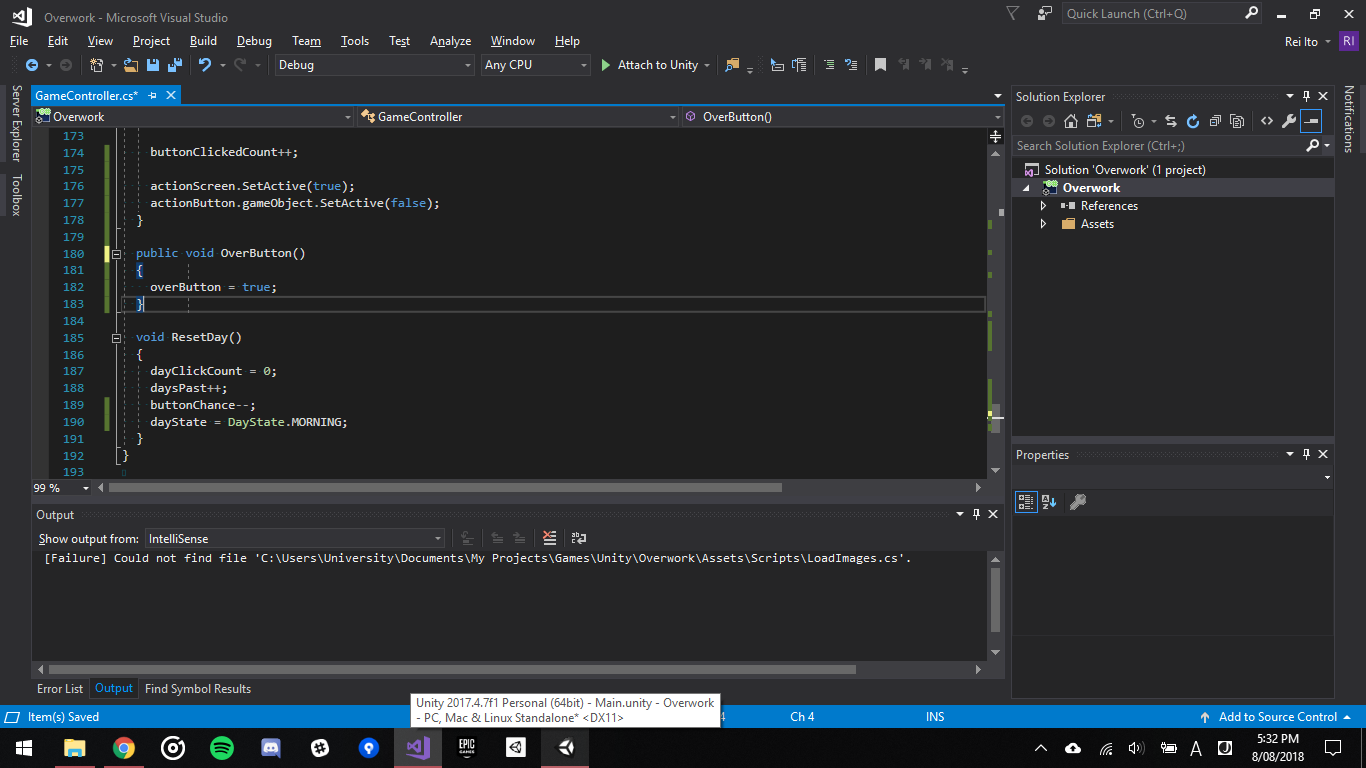 Overwork - Microsoft Visual Studio
Quick Launch (Ctrl+Q)
File Edit View Project Build Debug Team Tools Test Analyze Window Help
Rei Ito RI
Debug Any CPU Attach to Unity
Server Explorer
Toolbox
GameController.cs*
Overwork GameController OverButton()
173
174 buttonClickedCount++;
175
176 actionScreen.SetActive(true);
177 actionButton.gameObject.SetActive(false);
178 }
179
180 public void OverButton()
181 {
182 overButton = true;
183 }
184
185 void ResetDay()
186 {
187 dayClickCount = 0;
188 daysPast++;
189 buttonChance--;
190 dayState = DayState.MORNING;
191 }
192 }
193
99 %
Solution Explorer
Search Solution Explorer (Ctrl+;)
Solution 'Overwork' (1 project)
Overwork
References
Assets
Notifications
Properties
Output
Show output from: IntelliSense
[Failure] Could not find file 'C:\Users\University\Documents\My Projects\Games\Unity\Overwork\Assets\Scripts\LoadImages.cs'.
Error List Output Find Symbol Results
Unity 2017.4.7f1 Personal (64bit) - Main.unity - Overwork
- PC, Mac & Linux Standalone* <DX11>
Item(s) Saved
4 Ch 4 INS Add to Source Control
EPIC GAMES
A
5:32 PM
8/08/2018